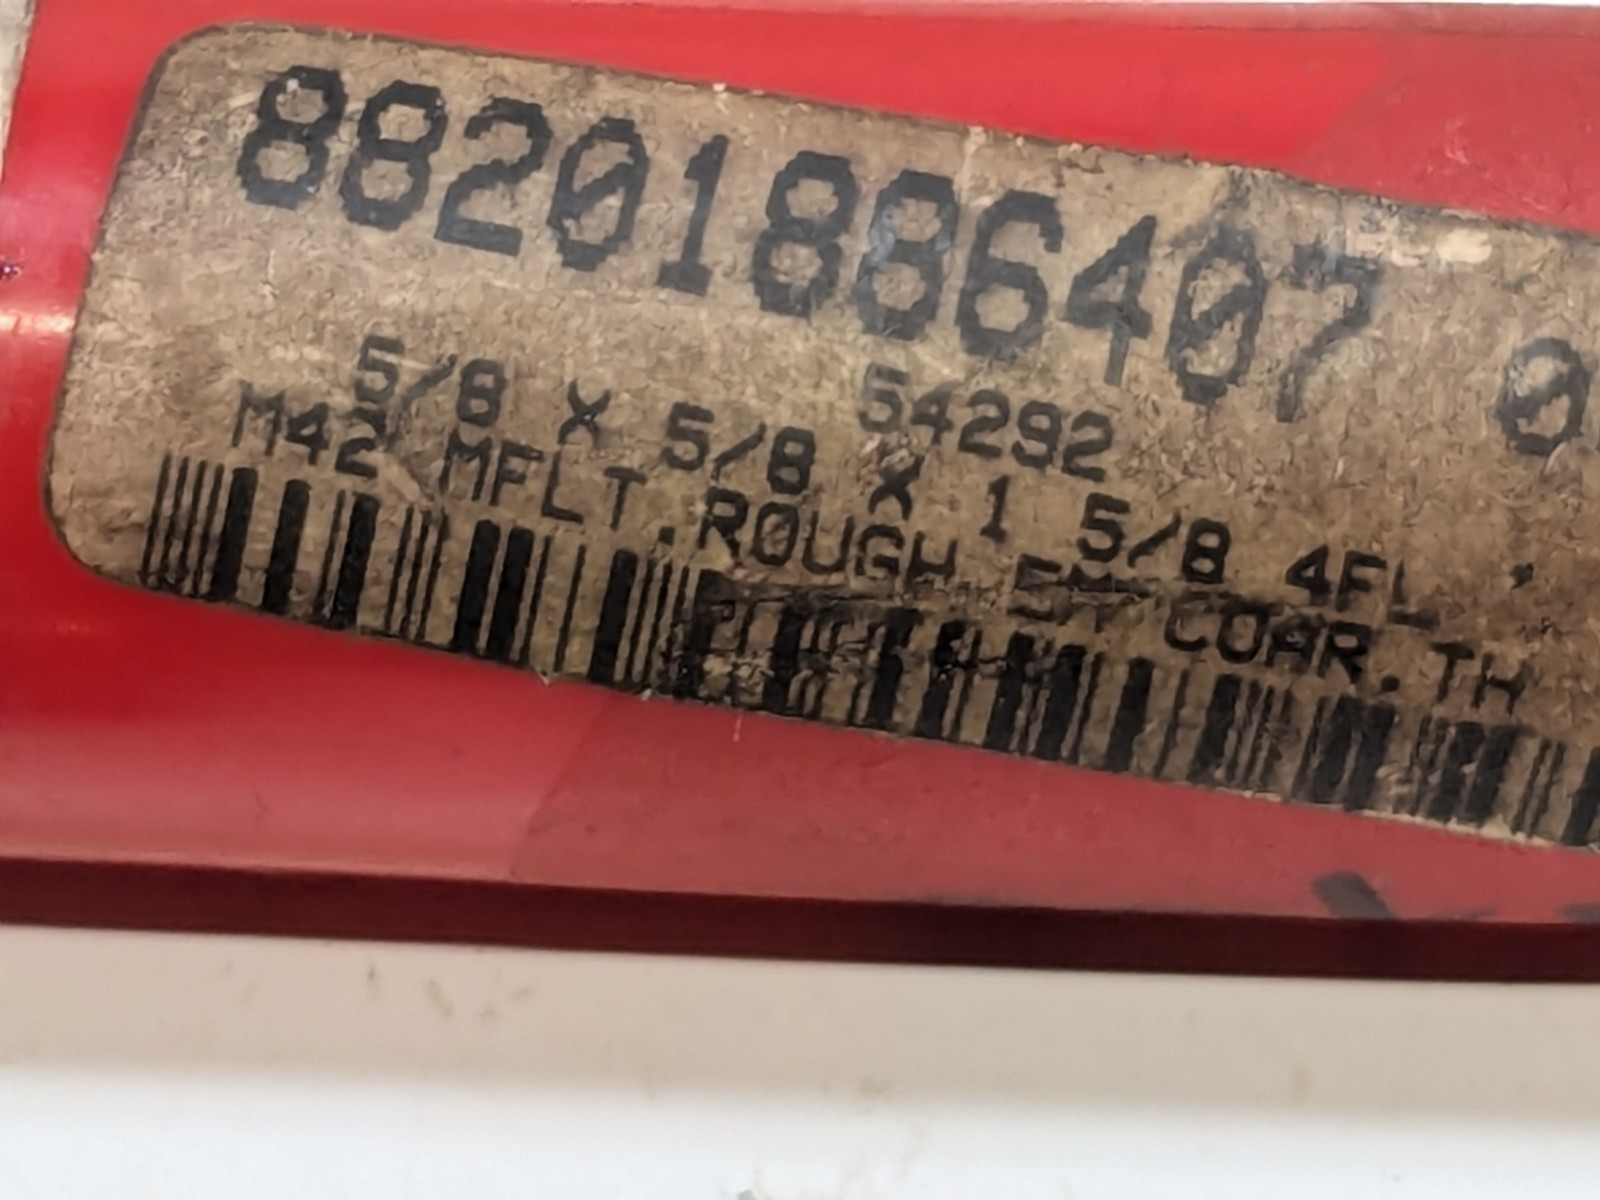 88201886407
54292
5/8 X 5/8 X 1 5/8 4FL
M42 MFLT.ROUGH COAR.TH